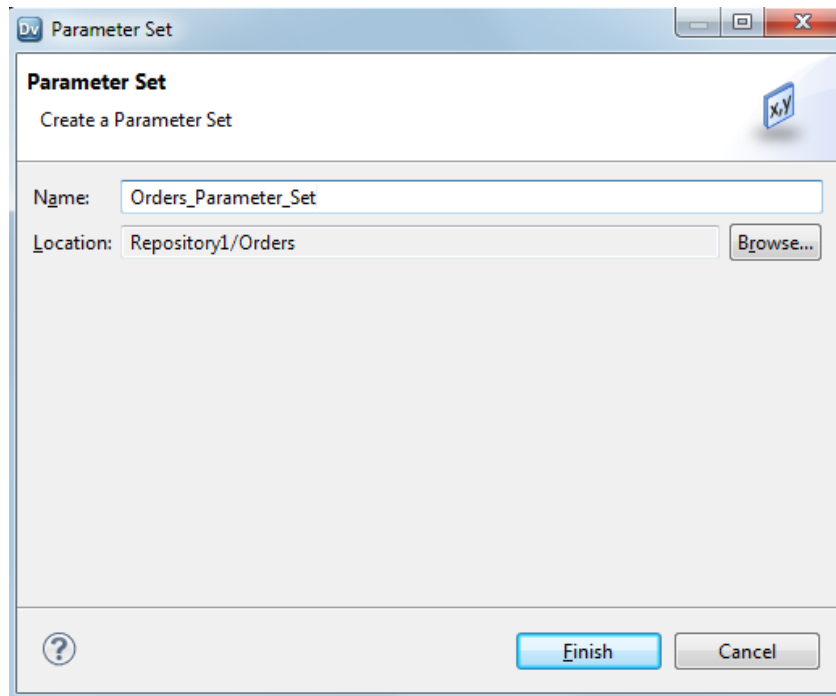 Dv Parameter Set
Parameter Set
Create a Parameter Set
x,y
Name: Orders_Parameter_Set
Location: Repository1/Orders Browse...
? Finish Cancel